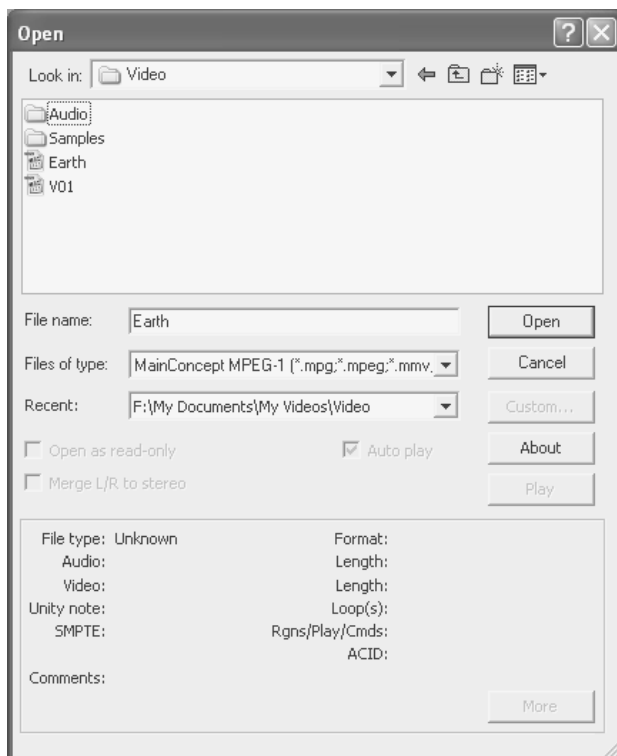 Open
Look in: Video
Audio
Samples
Earth
V01
File name: Earth Open
Files of type: MainConcept MPEG-1 (*.mpg;*.mpeg;*.mmv, Cancel
Recent: F:\My Documents\My Videos\Video Custom...
Open as read-only Auto play About
Merge L/R to stereo Play
File type: Unknown Format:
Audio: Length:
Video: Length:
Unity note: Loop(s):
SMPTE: Rgns/Play/Cmds:
ACID:
Comments:
More